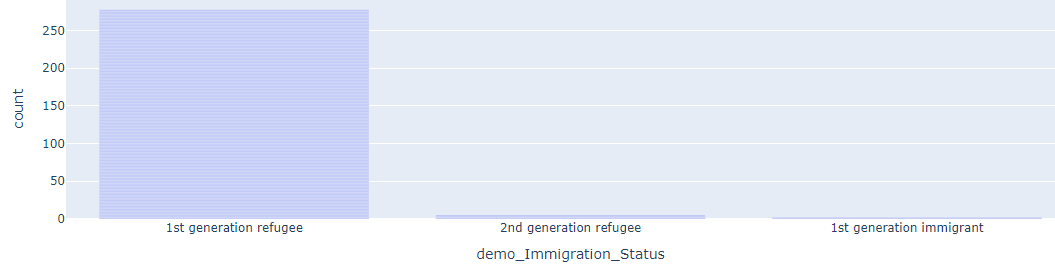 count
250
200
150
100
50
0
1st generation refugee 2nd generation refugee 1st generation immigrant
demo_Immigration_Status